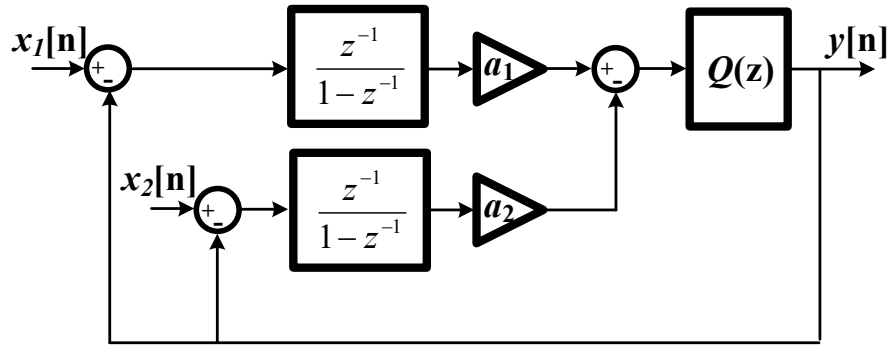 x₁[n] + - z⁻¹ / 1 − z⁻¹ a₁ + - Q(z) y[n]
x₂[n] + - z⁻¹ / 1 − z⁻¹ a₂